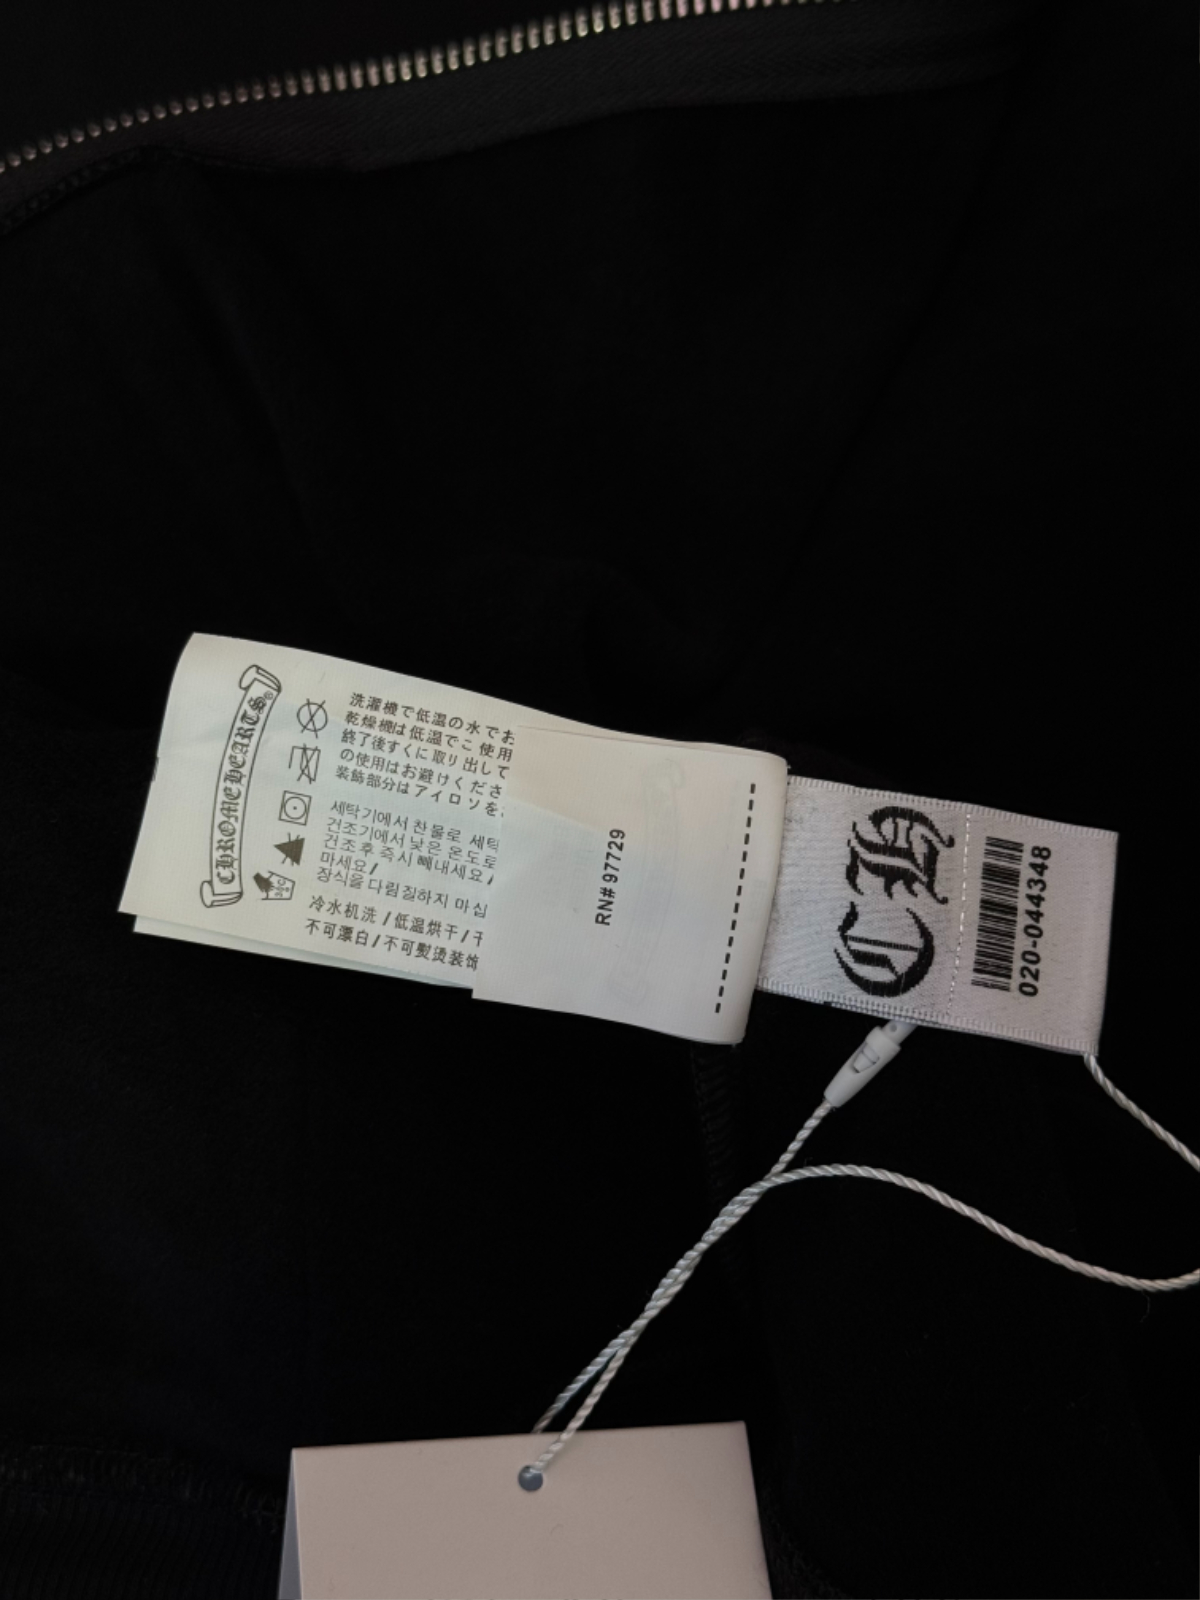 CHROME HEARTS®
洗濯機で低温の水でお
乾燥機は低温でご使用
終了後すぐに取り出して
の使用はお避けくださ
装飾部分はアイロンを
세탁기에서 찬물로 세탁
건조기에서 낮은 온도로
건조후 즉시 빼내세요/
마세요/
장식을 다림질하지 마십
冷水机洗/低温烘干/干
不可漂白/不可熨烫装饰
30°C
RN# 97729
CH
020-044348